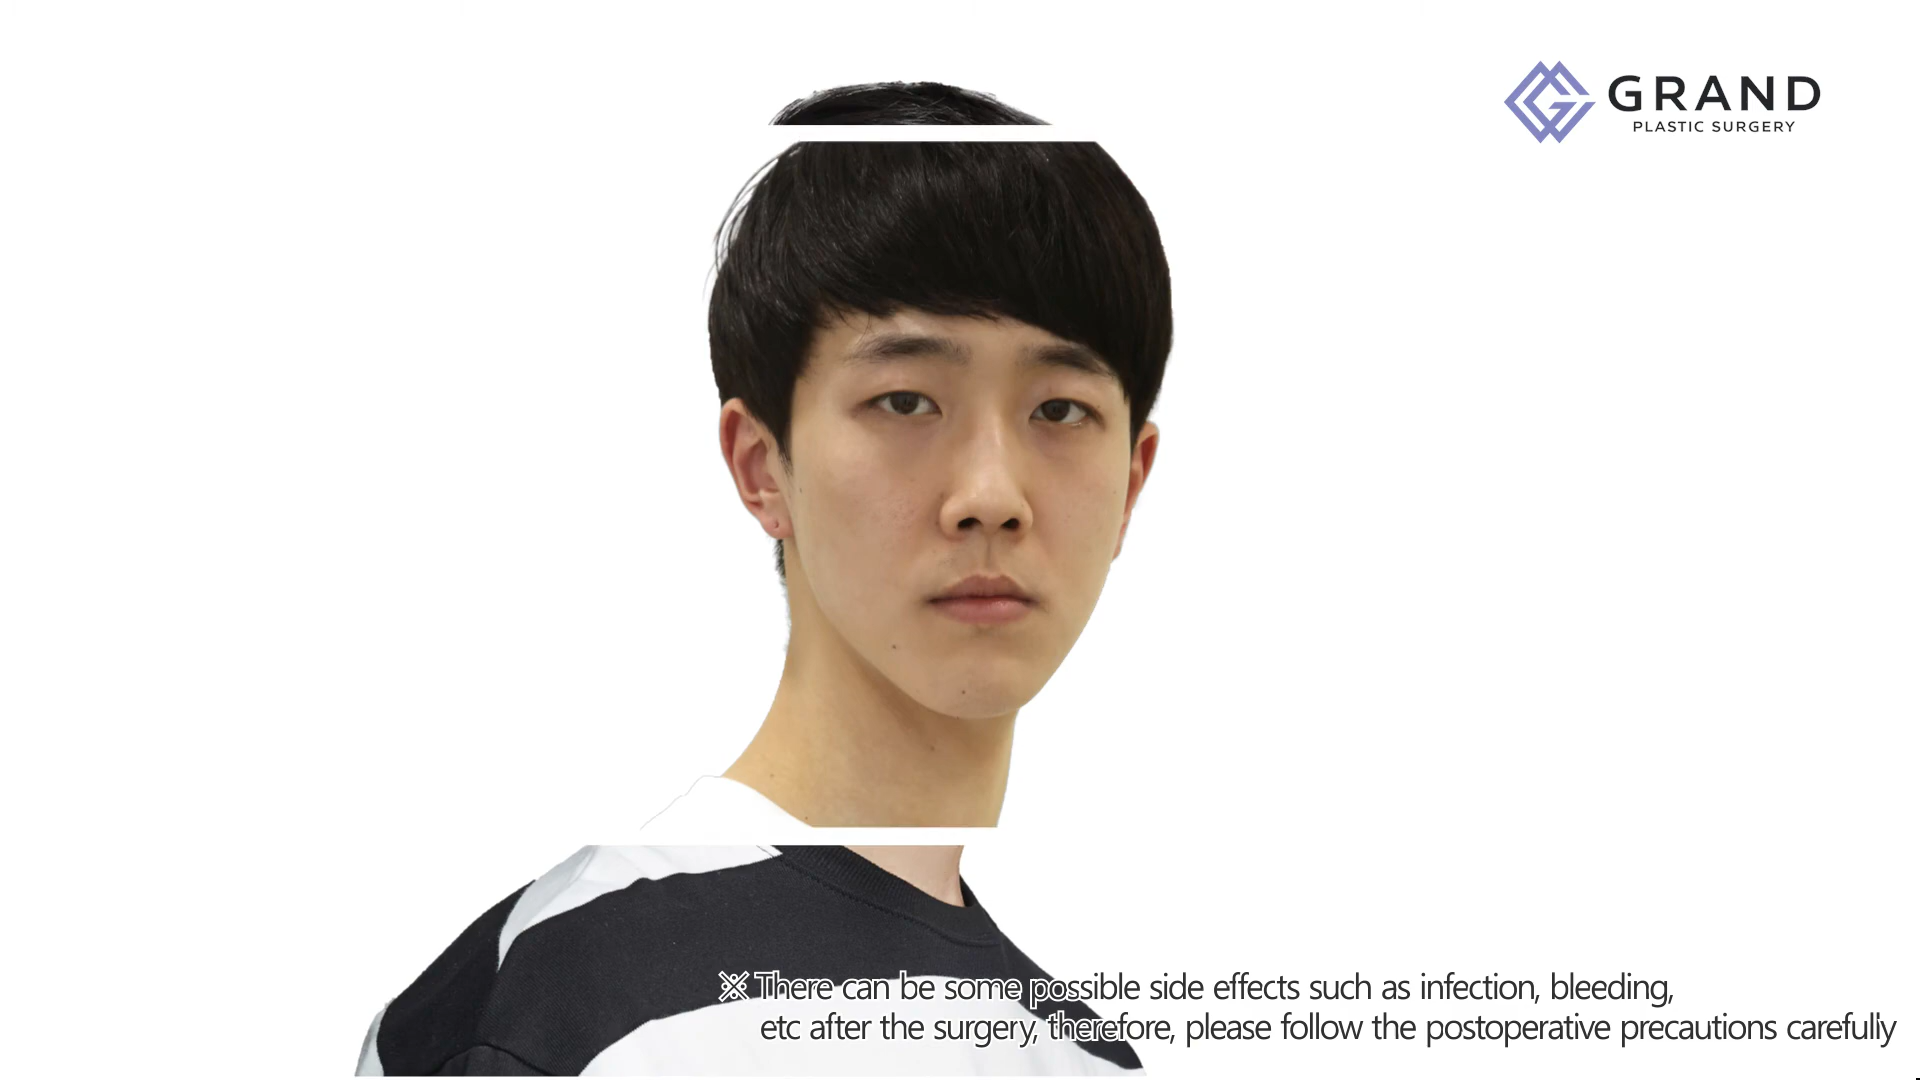 GRAND
PLASTIC SURGERY
※ There can be some possible side effects such as infection, bleeding,
etc after the surgery, therefore, please follow the postoperative precautions carefully